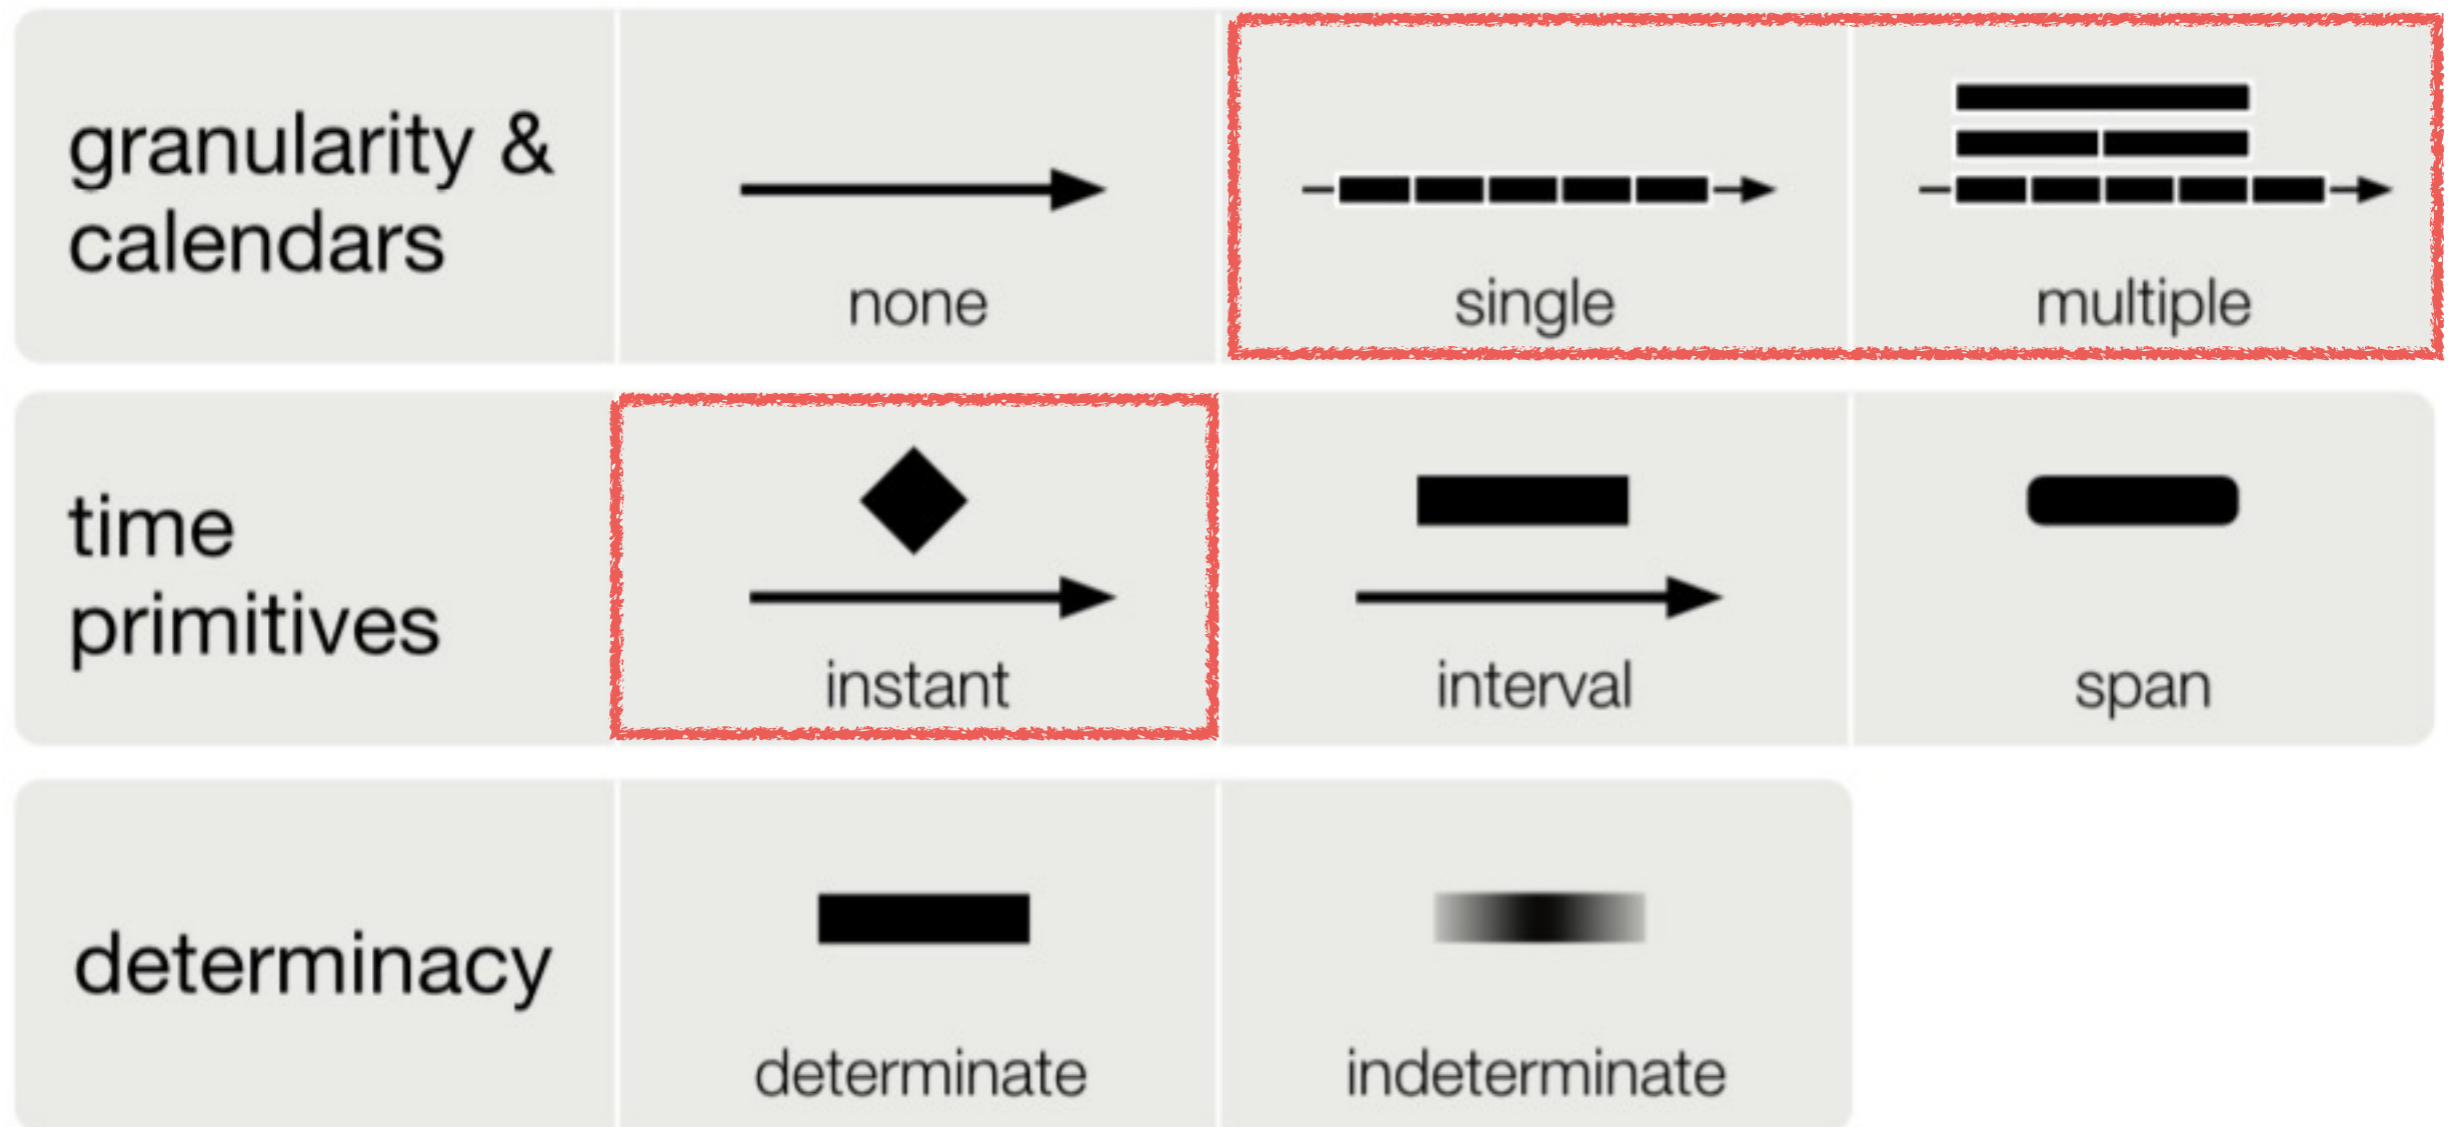 granularity &
calendars
none
single
multiple
time
primitives
instant
interval
span
determinacy
determinate
indeterminate